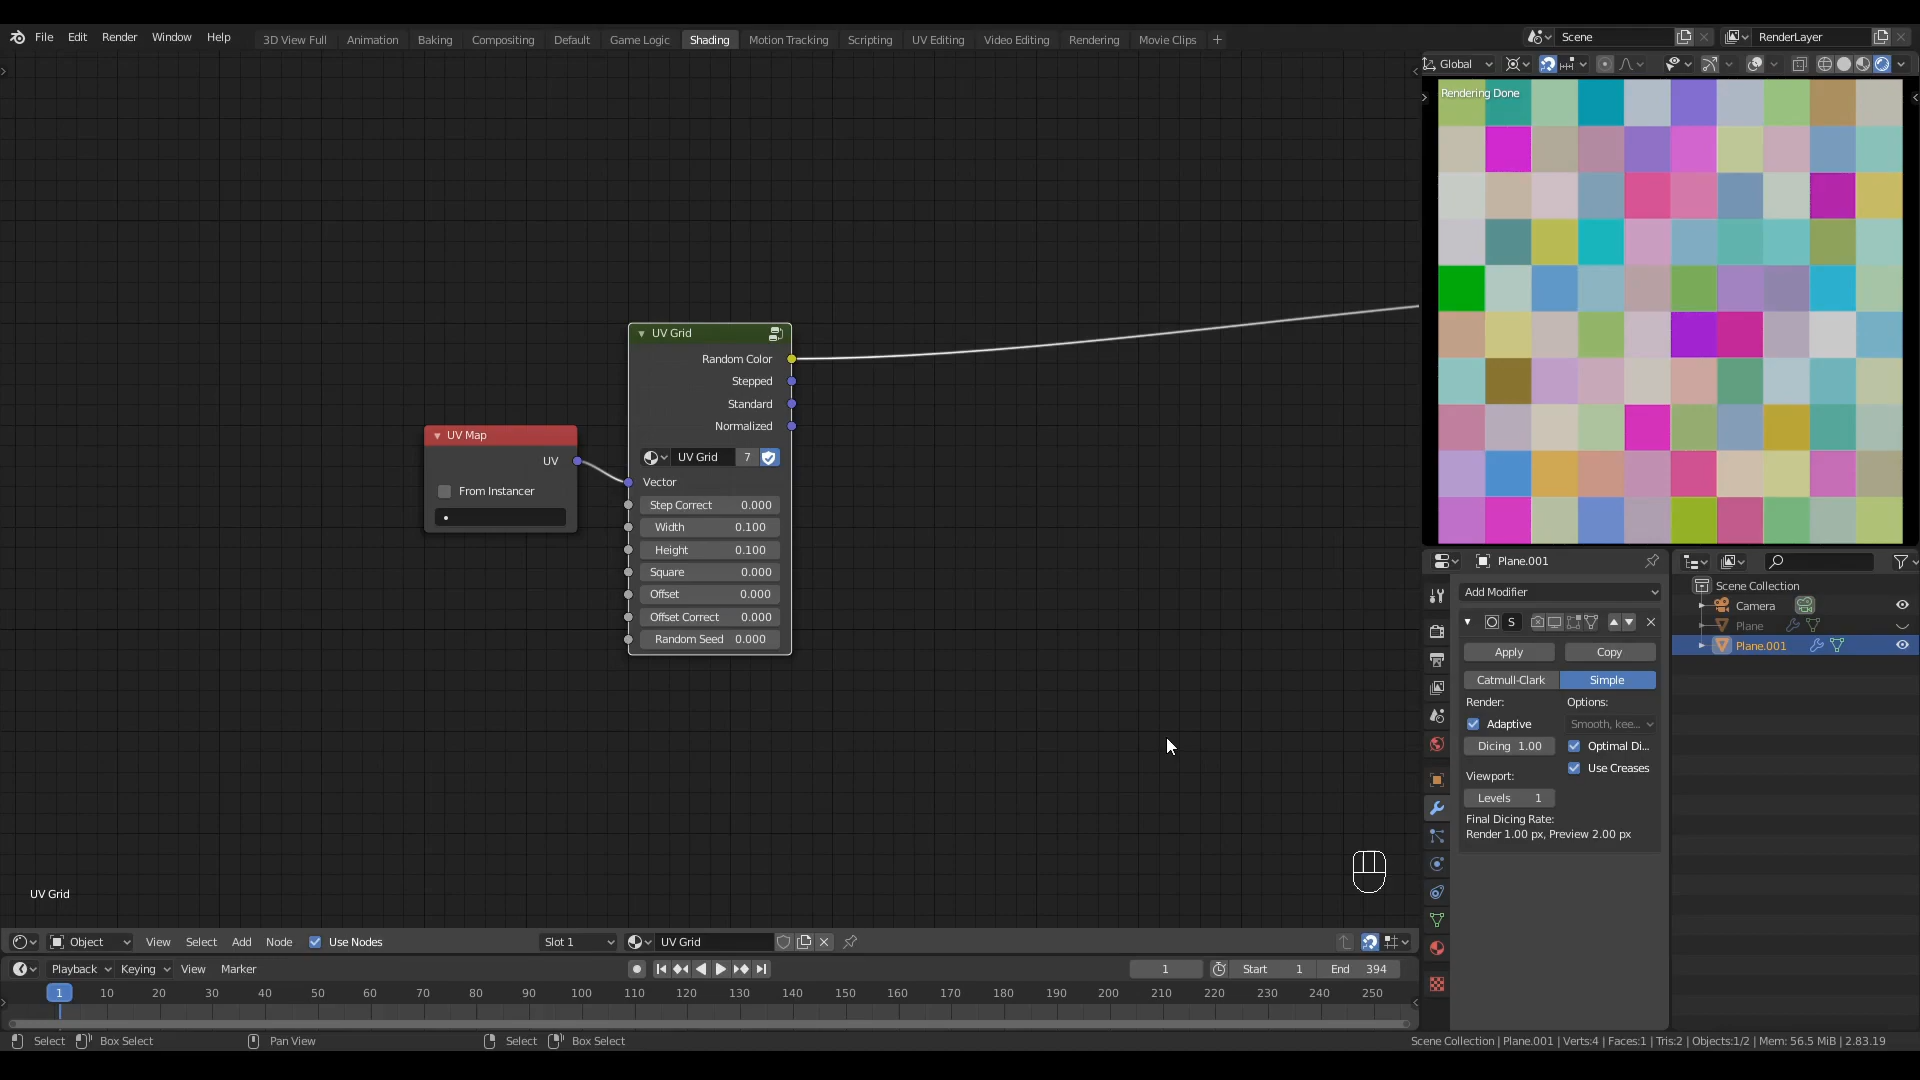 File Edit Render Window Help 3D View Full Animation Baking Compositing Default Game Logic Shading Motion Tracking Scripting UV Editing Video Editing Rendering Movie Clips + Scene RenderLayer
Global
Rendering Done
UV Grid
Random Color
Stepped
Standard
Normalized
UV Grid 7
Vector
Step Correct 0.000
Width 0.100
Height 0.100
Square 0.000
Offset 0.000
Offset Correct 0.000
Random Seed 0.000
UV Map
UV
From Instancer
Plane.001
Add Modifier
S
Apply Copy
Catmull-Clark Simple
Render: Options:
Adaptive Smooth, kee...
Dicing 1.00 Optimal Di...
Viewport: Use Creases
Levels 1
Final Dicing Rate:
Render 1.00 px, Preview 2.00 px
Scene Collection
Camera
Plane
Plane.001
UV Grid
Object View Select Add Node Use Nodes Slot 1 UV Grid
Playback Keying View Marker 1 Start 1 End 394
1 10 20 30 40 50 60 70 80 90 100 110 120 130 140 150 160 170 180 190 200 210 220 230 240 250
Select Box Select Pan View Select Box Select Scene Collection | Plane.001 | Verts:4 | Faces:1 | Tris:2 | Objects:1/2 | Mem: 56.5 MiB | 2.83.19